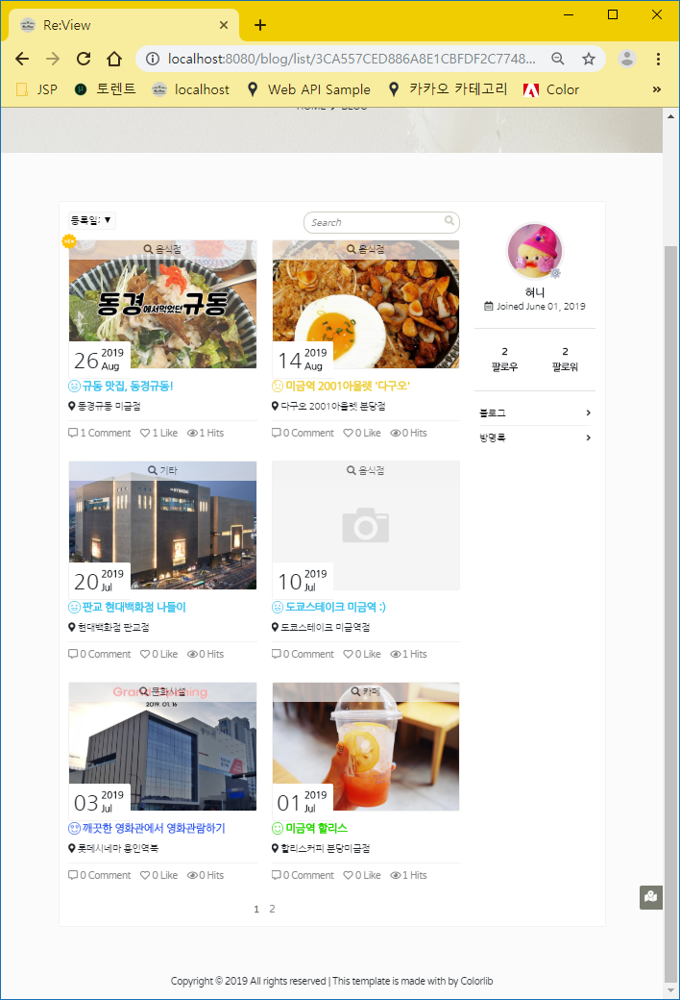 Re:View
localhost:8080/blog/list/3CA557CED886A8E1CBFDF2C7748...
JSP
토렌트
localhost
Web API Sample
카카오 카테고리
Color
»
HOME > BLOG
등록일: ▼
Search
NEW
음식점
동경에서먹었던규동
26 2019 Aug
규동 맛집, 동경규동!
동경규동 미금점
1 Comment 1 Like 1 Hits
음식점
14 2019 Aug
미금역 2001아울렛 '다구오'
다구오 2001아울렛 분당점
0 Comment 0 Like 0 Hits
혀니
Joined June 01, 2019
2 2
팔로우 팔로워
블로그
방명록
기타
20 2019 Jul
판교 현대백화점 나들이
현대백화점 판교점
0 Comment 0 Like 0 Hits
음식점
10 2019 Jul
도쿄스테이크 미금역 :)
도쿄스테이크 미금역점
0 Comment 0 Like 1 Hits
문화시설
Grand Opening
2019. 01. 16
03 2019 Jul
깨끗한 영화관에서 영화관람하기
롯데시네마 용인역북
0 Comment 0 Like 0 Hits
카페
01 2019 Jul
미금역 할리스
할리스커피 분당미금점
0 Comment 0 Like 1 Hits
1 2
Copyright © 2019 All rights reserved | This template is made with by Colorlib